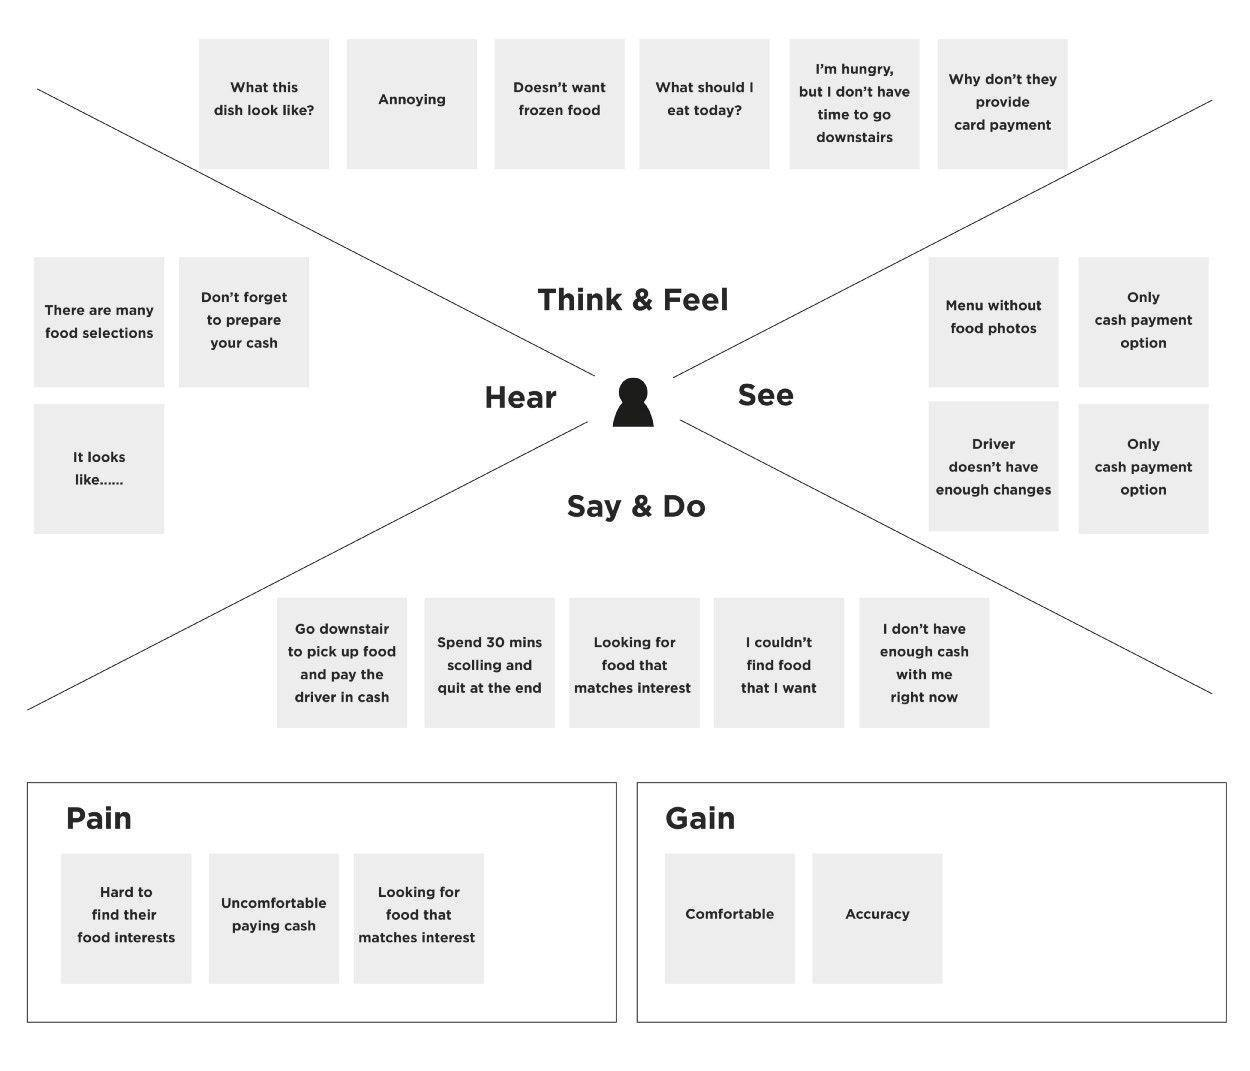 What this
dish look like?
Annoying
Doesn't want
frozen food
What should I
eat today?
I'm hungry,
but I don't have
time to go
downstairs
Why don't they
provide
card payment
Think & Feel
There are many
food selections
Don't forget
to prepare
your cash
It looks
like......
Hear
See
Menu without
food photos
Only
cash payment
option
Driver
doesn't have
enough changes
Only
cash payment
option
Say & Do
Go downstair
to pick up food
and pay the
driver in cash
Spend 30 mins
scolling and
quit at the end
Looking for
food that
matches interest
I couldn't
find food
that I want
I don't have
enough cash
with me
right now
Pain
Hard to
find their
food interests
Uncomfortable
paying cash
Looking for
food that
matches interest
Gain
Comfortable
Accuracy